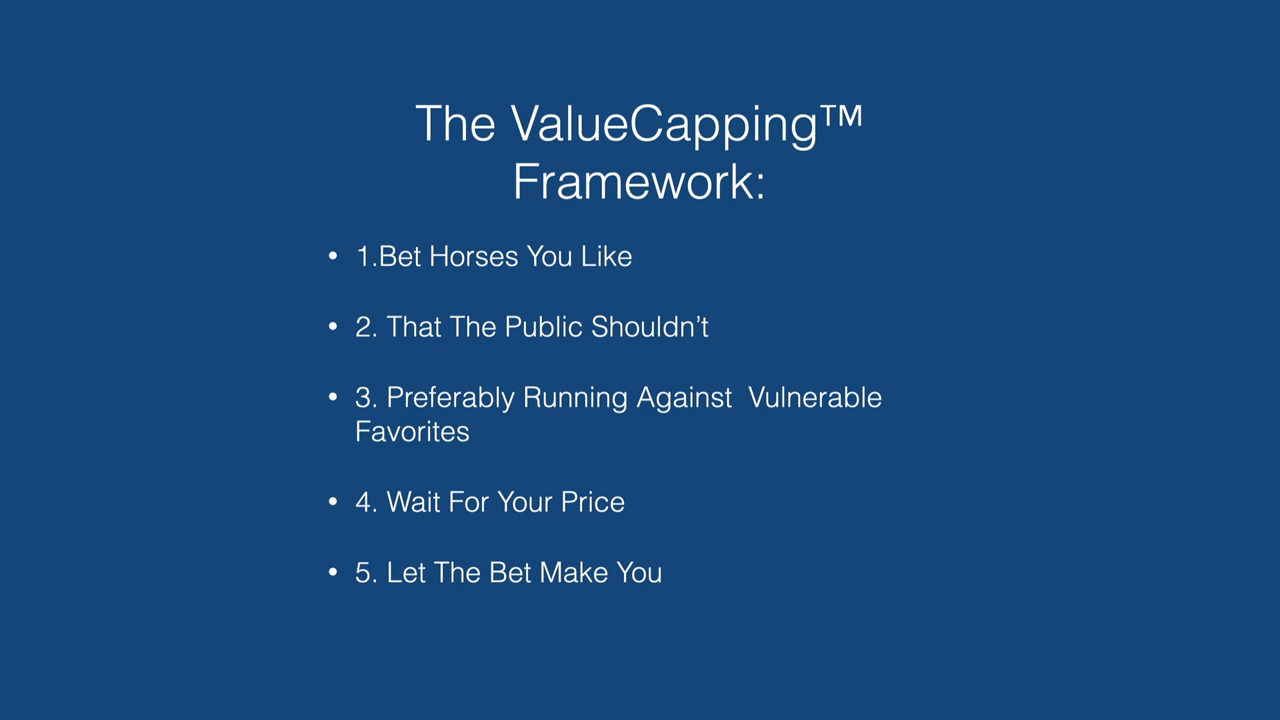 The ValueCapping™
Framework:
• 1.Bet Horses You Like
• 2. That The Public Shouldn’t
• 3. Preferably Running Against  Vulnerable
Favorites
• 4. Wait For Your Price
• 5. Let The Bet Make You